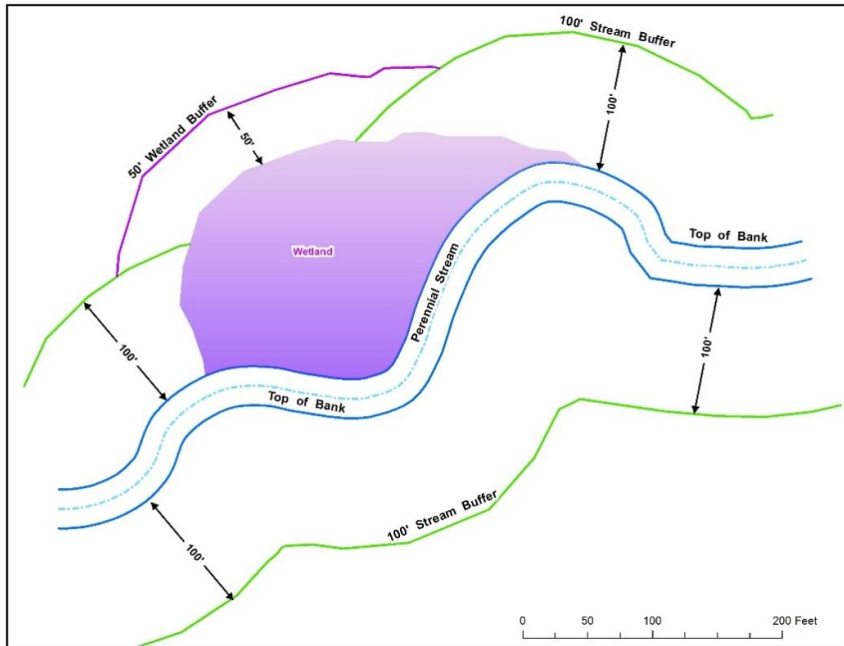 100' Stream Buffer
100'
50' Wetland Buffer
50'
Wetland
Top of Bank
Perennial Stream
100'
100'
Top of Bank
100' Stream Buffer
100'
0 50 100 200 Feet